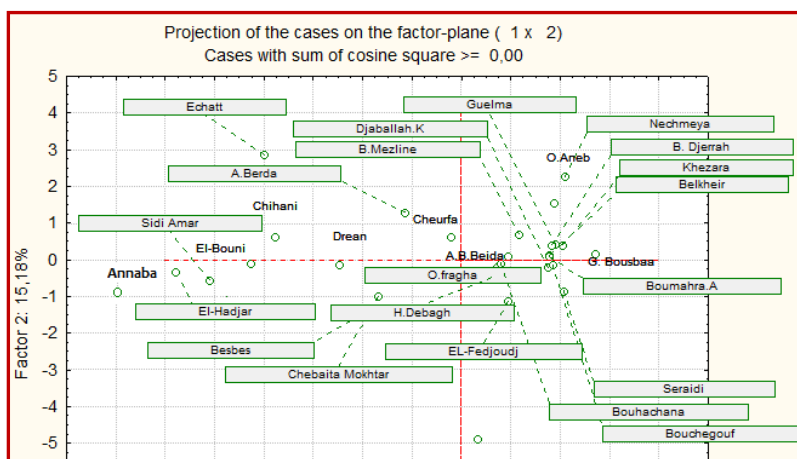 Projection of the cases on the factor-plane ( 1 x 2)
Cases with sum of cosine square >= 0,00
5
Echatt
Guelma
4
Djaballah.K
Nechmeya
3
B.Mezline
O.Aneb
B. Djerrah
A.Berda
Khezara
2
Belkheir
Chihani
Cheurfa
Sidi Amar
1
El-Bouni
Drean
A.B.Beida
0
G. Bousbaa
Annaba
O.fragha
Boumahra.A
-1
El-Hadjar
H.Debagh
-2
Besbes
EL-Fedjoudj
-3
Chebaita Mokhtar
Seraidi
-4
Bouhachana
Bouchegouf
-5
Factor 2: 15,18%